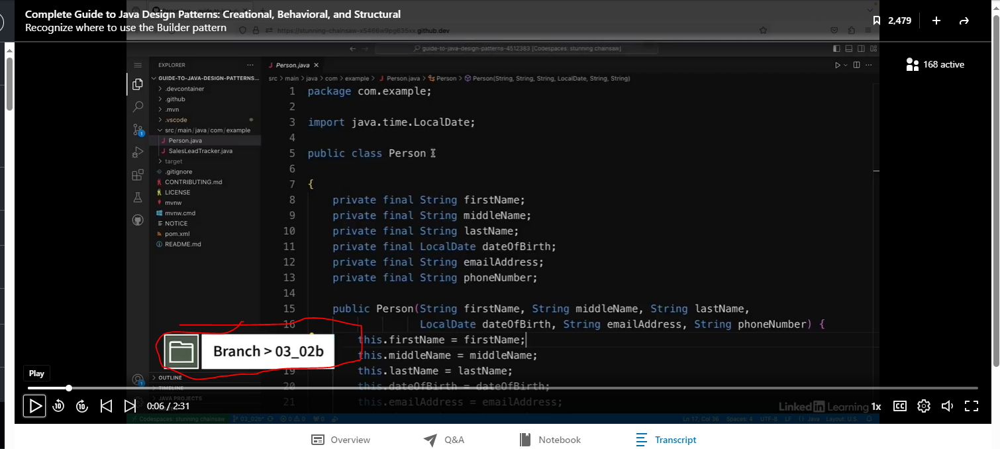 Complete Guide to Java Design Patterns: Creational, Behavioral, and Structural
Recognize where to use the Builder pattern
2,479
https://stunning-chainsaw-x5466w9pg635xx.github.dev
guide-to-java-design-patterns-4512383 [Codespaces: stunning chainsaw]
168 active
EXPLORER
GUIDE-TO-JAVA-DESIGN-PATTERNS...
.devcontainer
.github
.mvn
.vscode
src/main/java/com/example
J Person.java
J SalesLeadTracker.java
target
.gitignore
CONTRIBUTING.md
LICENSE
mvnw
mvnw.cmd
NOTICE
pom.xml
README.md
OUTLINE
TIMELINE
JAVA PROJECTS
J Person.java
src > main > java > com > example > J Person.java > Person > Person(String, String, String, LocalDate, String, String)
1 package com.example;
2
3 import java.time.LocalDate;
4
5 public class Person
6
7 {
8 private final String firstName;
9 private final String middleName;
10 private final String lastName;
11 private final LocalDate dateOfBirth;
12 private final String emailAddress;
13 private final String phoneNumber;
14
15 public Person(String firstName, String middleName, String lastName,
16 LocalDate dateOfBirth, String emailAddress, String phoneNumber) {
this.firstName = firstName;
this.middleName = middleName;
19 this.lastName = lastName;
20 this.dateOfBirth = dateOfBirth;
21 this.emailAddress = emailAddress;
Branch > 03_02b
Play
10
10
0:06 / 2:31
LinkedIn Learning
1x
CC
Codespaces: stunning chainsaw
03_02b*
0 0
0
Ln 17, Col 36
Spaces: 4
UTF-8
LF
{} Java
Layout: U.S.
Overview
Q&A
Notebook
Transcript